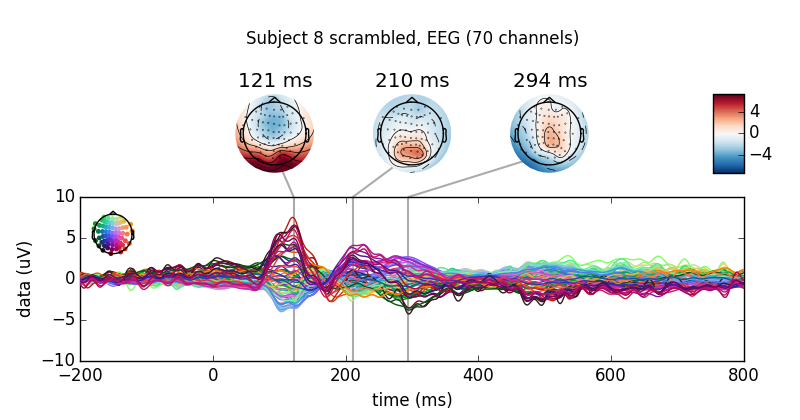 Subject 8 scrambled, EEG (70 channels)
121 ms 210 ms 294 ms
4
0
−4
10
5
0
−5
−10
data (uV)
−200 0 200 400 600 800
time (ms)